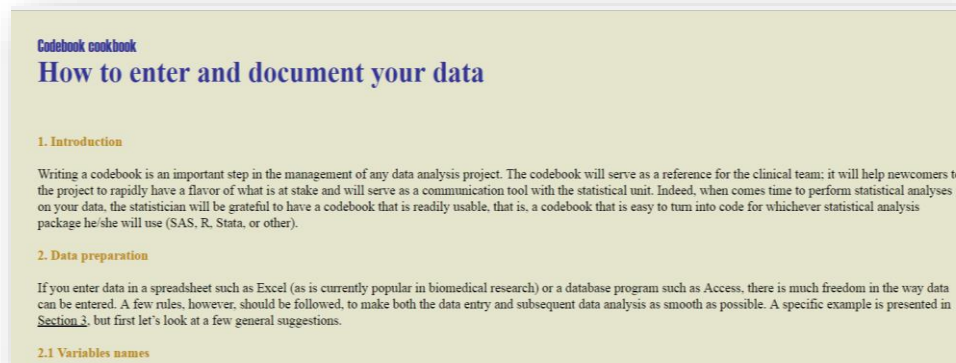 Codebook cookbook
How to enter and document your data
1. Introduction
Writing a codebook is an important step in the management of any data analysis project. The codebook will serve as a reference for the clinical team; it will help newcomers to
the project to rapidly have a flavor of what is at stake and will serve as a communication tool with the statistical unit. Indeed, when comes time to perform statistical analyses
on your data, the statistician will be grateful to have a codebook that is readily usable, that is, a codebook that is easy to turn into code for whichever statistical analysis
package he/she will use (SAS, R, Stata, or other).
2. Data preparation
If you enter data in a spreadsheet such as Excel (as is currently popular in biomedical research) or a database program such as Access, there is much freedom in the way data
can be entered. A few rules, however, should be followed, to make both the data entry and subsequent data analysis as smooth as possible. A specific example is presented in
Section 3, but first let's look at a few general suggestions.
2.1 Variables names